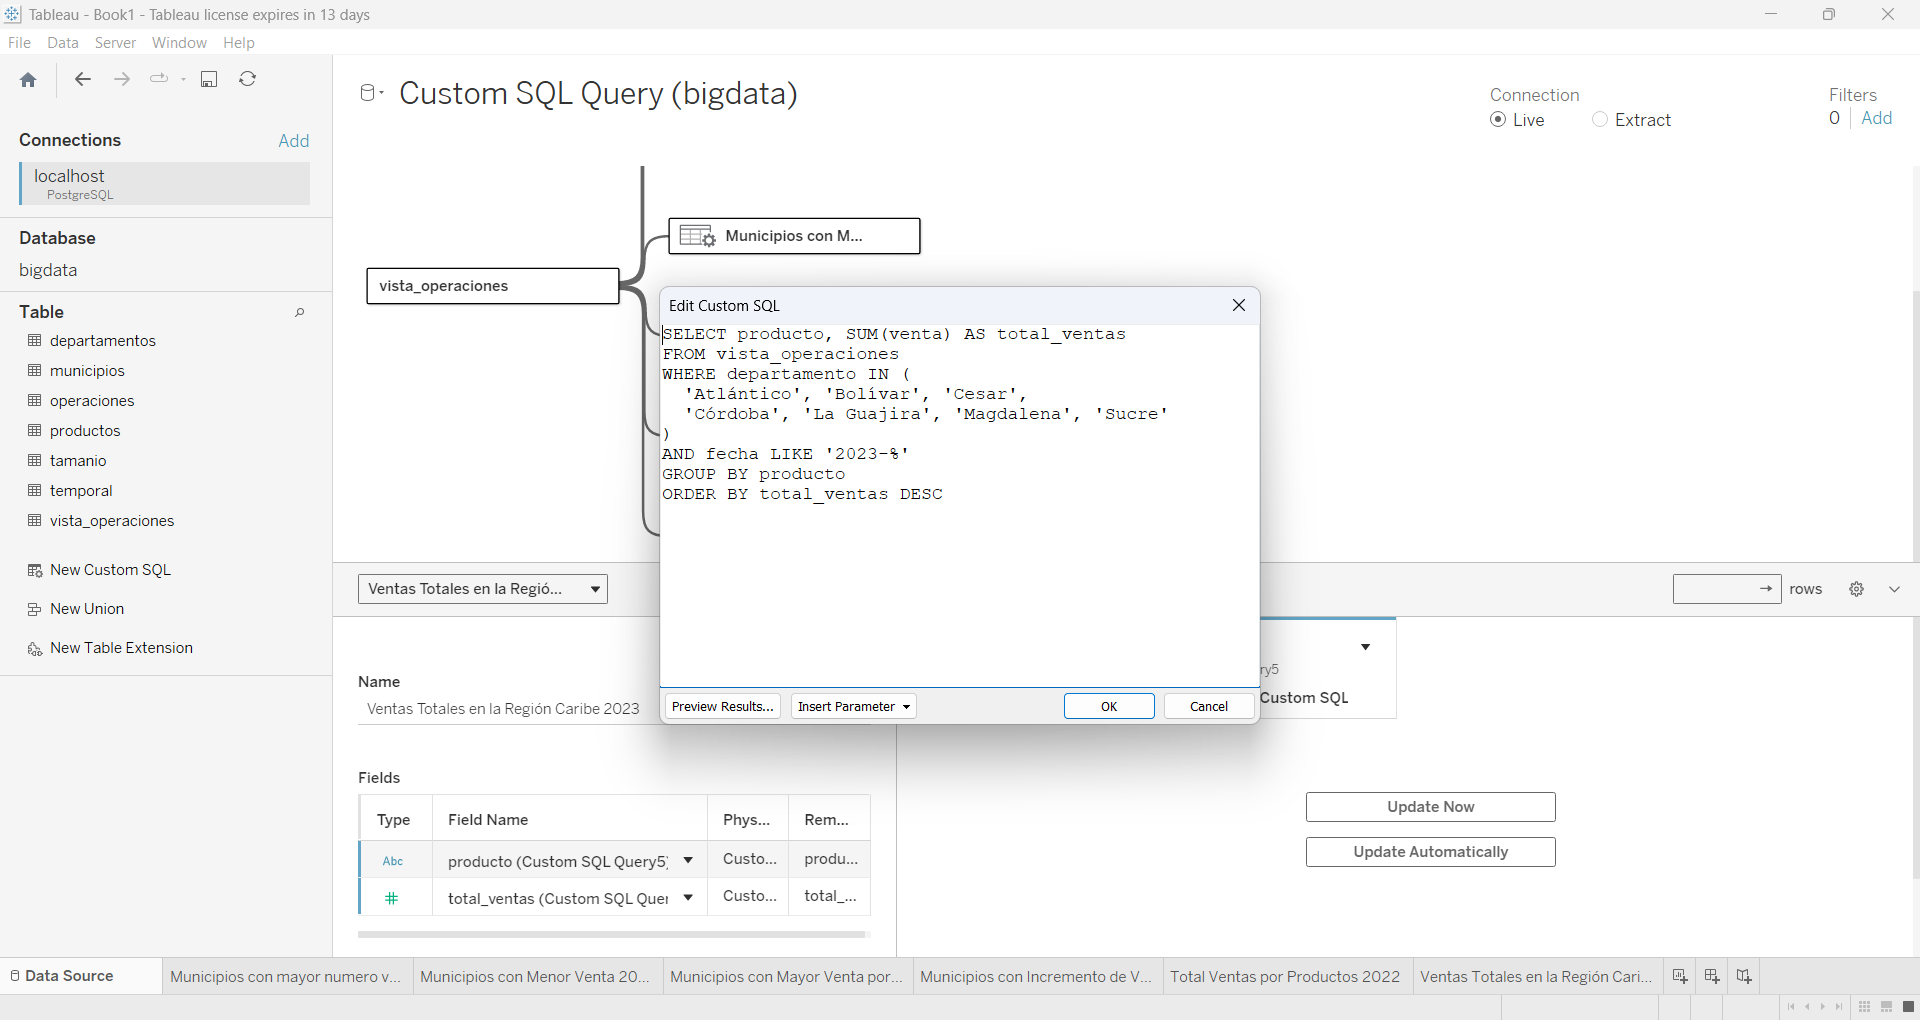 Tableau - Book1 - Tableau license expires in 13 days
File Data Server Window Help
Custom SQL Query (bigdata)
Connection
Live Extract
Filters
0 Add
Connections Add
localhost
PostgreSQL
Database
bigdata
Table
departamentos
municipios
operaciones
productos
tamanio
temporal
vista_operaciones
New Custom SQL
New Union
New Table Extension
Municipios con M...
vista_operaciones
Edit Custom SQL
SELECT producto, SUM(venta) AS total_ventas
FROM vista_operaciones
WHERE departamento IN (
'Atlántico', 'Bolívar', 'Cesar',
'Córdoba', 'La Guajira', 'Magdalena', 'Sucre'
)
AND fecha LIKE '2023-%'
GROUP BY producto
ORDER BY total_ventas DESC
Preview Results... Insert Parameter OK Cancel
Ventas Totales en la Regió...
rows
Name
Ventas Totales en la Región Caribe 2023
ry5
Custom SQL
Fields
Type Field Name Phys... Rem...
Abc producto (Custom SQL Query5) Custo... produ...
# total_ventas (Custom SQL Quer Custo... total_...
Update Now
Update Automatically
Data Source Municipios con mayor numero v... Municipios con Menor Venta 20... Municipios con Mayor Venta por... Municipios con Incremento de V... Total Ventas por Productos 2022 Ventas Totales en la Región Cari...